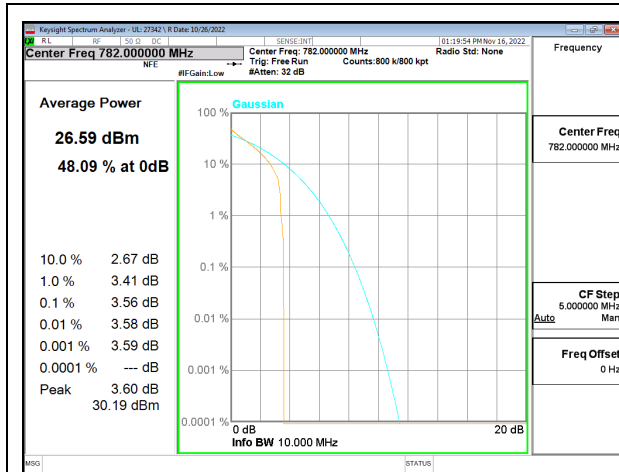 Keysight Spectrum Analyzer - UL: 27342 \ R Date: 10/26/2022
RL RF 50 Ω DC SENSE:INT 01:19:54 PM Nov 16, 2022
Center Freq 782.000000 MHz
NFE
#IFGain:Low
Center Freq: 782.000000 MHz
Trig: Free Run Counts:800 k/800 kpt
#Atten: 32 dB
Radio Std: None
Frequency
Average Power
26.59 dBm
48.09 % at 0dB
10.0 % 2.67 dB
1.0 % 3.41 dB
0.1 % 3.56 dB
0.01 % 3.58 dB
0.001 % 3.59 dB
0.0001 % --- dB
Peak 3.60 dB
30.19 dBm
Gaussian
100 %
10 %
1 %
0.1 %
0.01 %
0.001 %
0.0001 %
0 dB 20 dB
Info BW 10.000 MHz
Center Freq
782.000000 MHz
CF Step
5.000000 MHz
Auto Man
Freq Offset
0 Hz
MSG STATUS